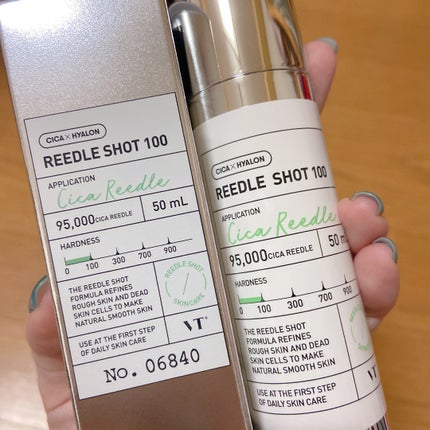 CICA×HYALON
REEDLE SHOT 100
APPLICATION
Cica Reedle
95,000 CICA REEDLE
50 mL
HARDNESS
0 100 300 700 900
THE REEDLE SHOT
FORMULA REFINES
ROUGH SKIN AND DEAD
SKIN CELLS TO MAKE
NATURAL SMOOTH SKIN
REEDLE SHOT
SKINCARE
USE AT THE FIRST STEP
OF DAILY SKIN CARE
VT®
No. 06840
CICA×HYALON
REEDLE SHOT 100
APPLICATION
Cica Reedle
95,000 CICA REEDLE
50 m
HARDNESS
0 100 300 700 900
THE REEDLE SHOT
FORMULA REFINES
ROUGH SKIN AND DEAD
SKIN CELLS TO MAKE
NATURAL SMOOTH SKIN
USE AT THE FIRST STEP
OF DAILY SKIN CARE
VT